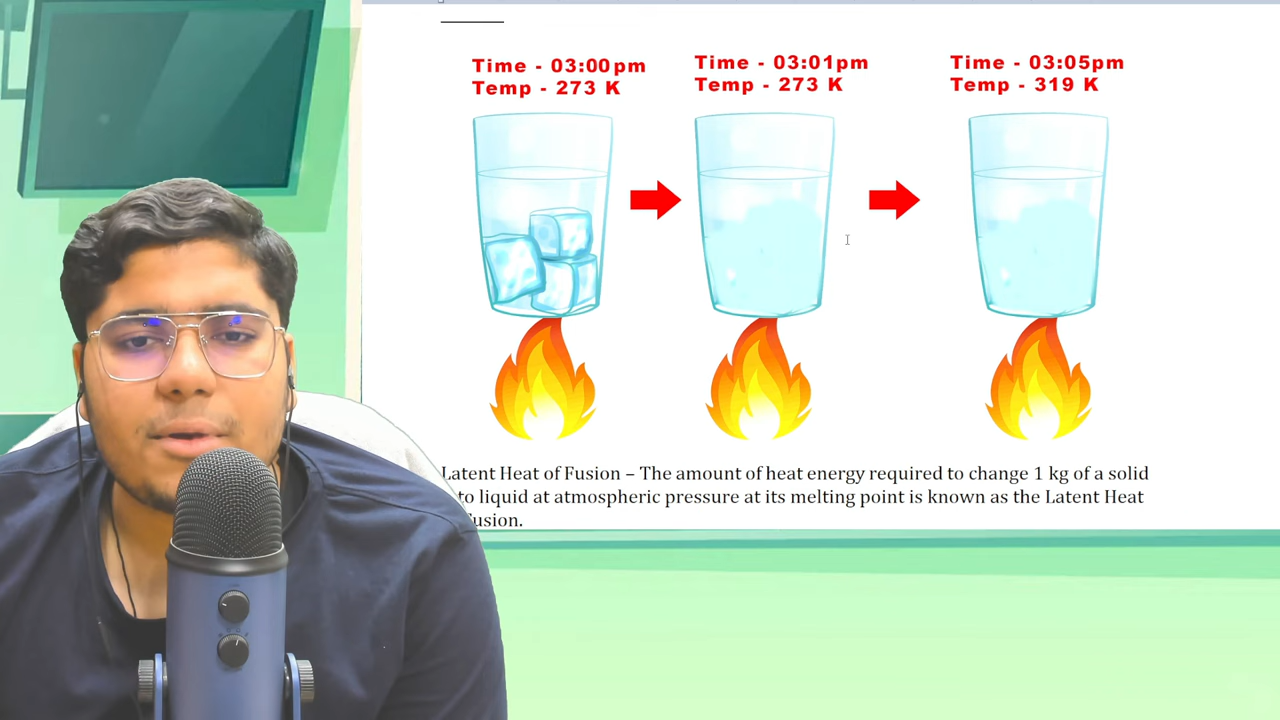 Time - 03:00pm
Temp - 273 K
Time - 03:01pm
Temp - 273 K
Time - 03:05pm
Temp - 319 K
Latent Heat of Fusion – The amount of heat energy required to change 1 kg of a solid
to liquid at atmospheric pressure at its melting point is known as the Latent Heat
Fusion.